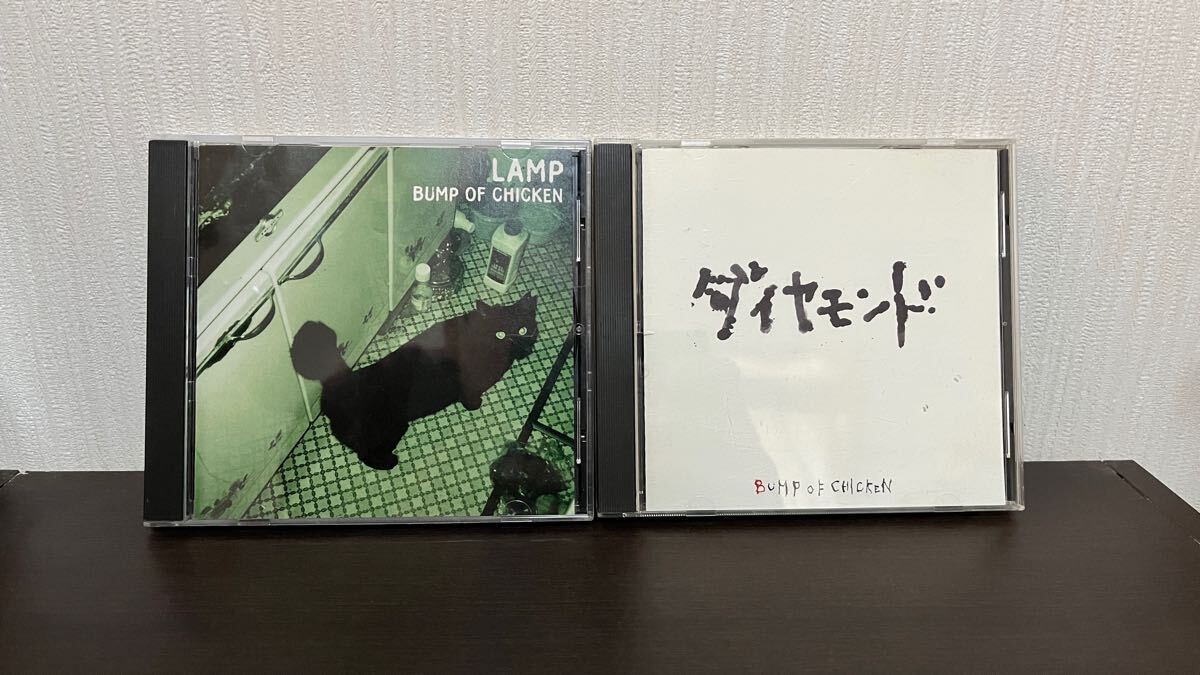 LAMP
BUMP OF CHICKEN
ダイヤモンド
BUMP OF CHICKEN